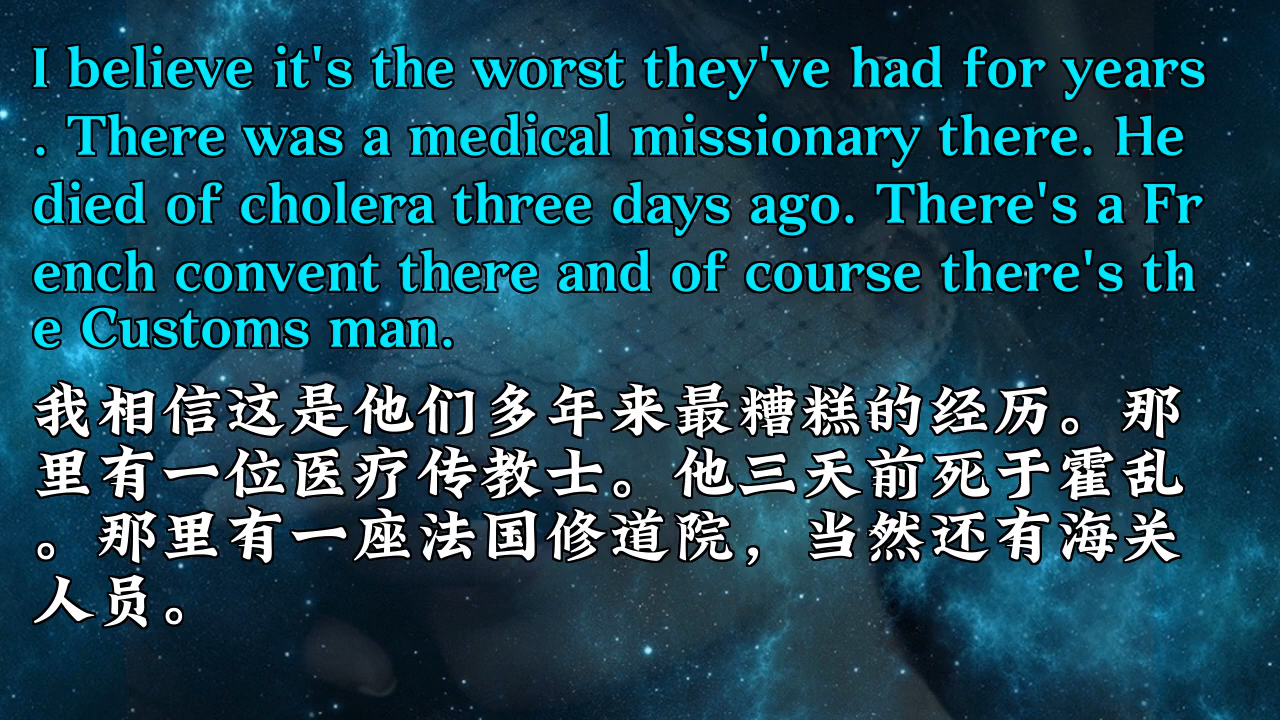 I believe it's the worst they've had for years
. There was a medical missionary there. He
died of cholera three days ago. There's a Fr
ench convent there and of course there's th
e Customs man.
我相信这是他们多年来最糟糕的经历。那
里有一位医疗传教士。他三天前死于霍乱
。那里有一座法国修道院，当然还有海关
人员。